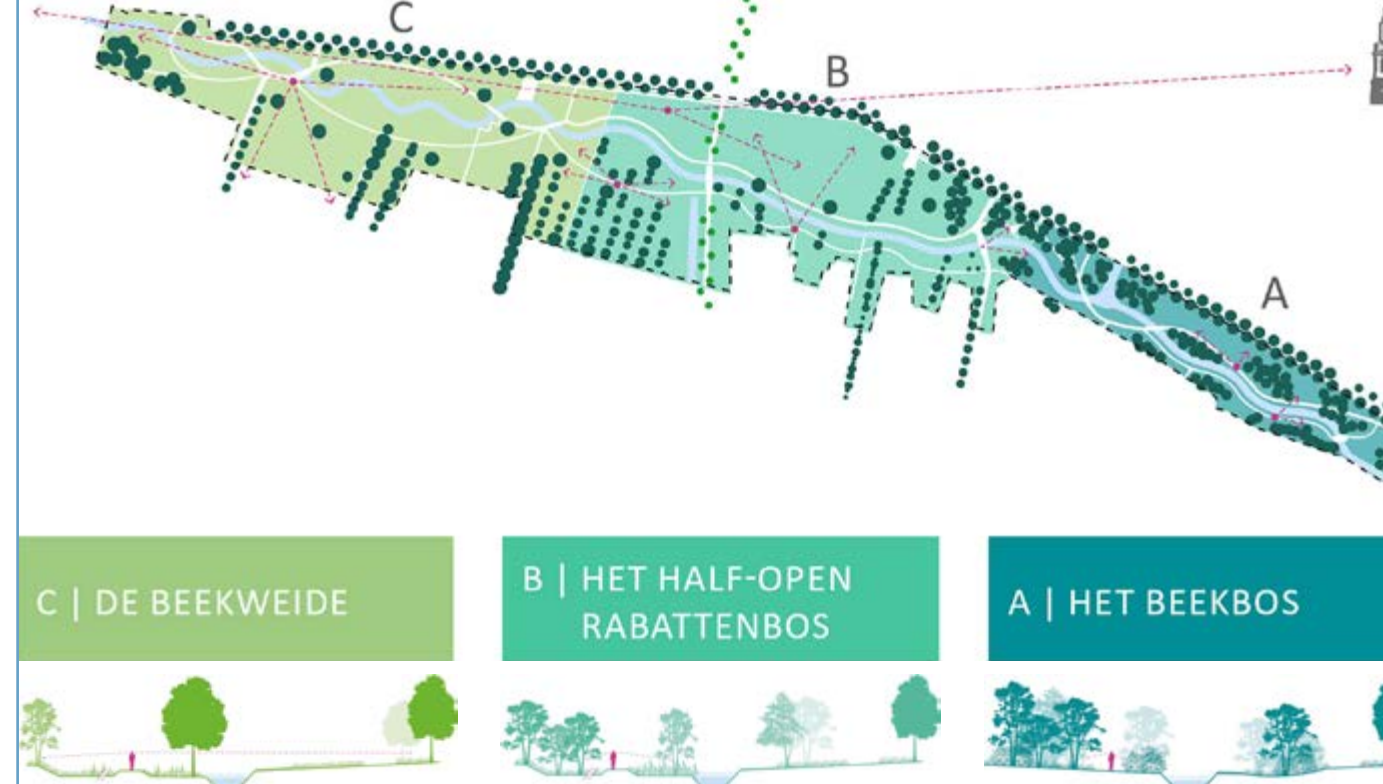 C
B
A
C | DE BEEKWEIDE
B | HET HALF-OPEN
RABATTENBOS
A | HET BEEKBOS